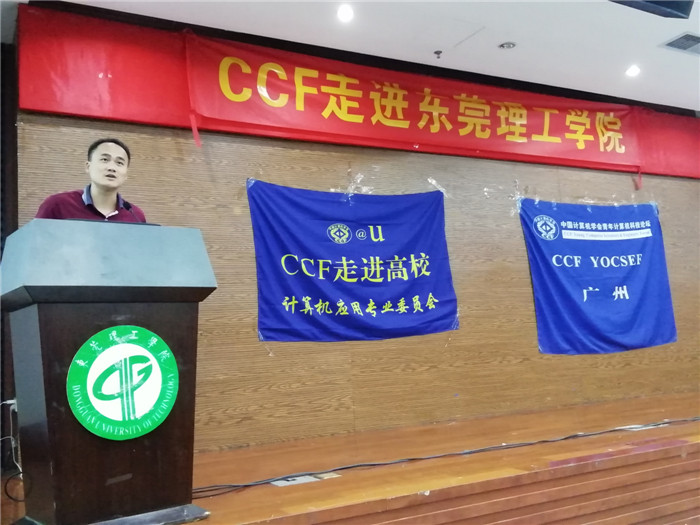 CCF走进东莞理工学院
@u
CCF走进高校
计算机应用专业委员会
中国计算机学会青年计算机科技论坛
CCF YOCSEF
广州
東莞理工学院
DONGGUAN UNIVERSITY OF TECHNOLOGY